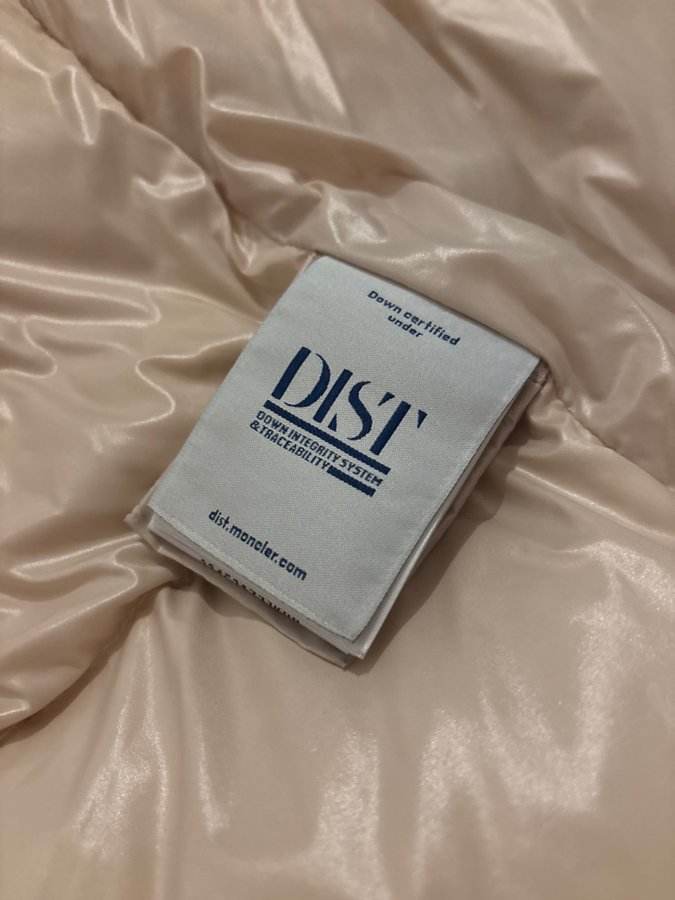 Down certified
under
DIST
DOWN INTEGRITY SYSTEM
&TRACEABILITY
dist.moncler.com